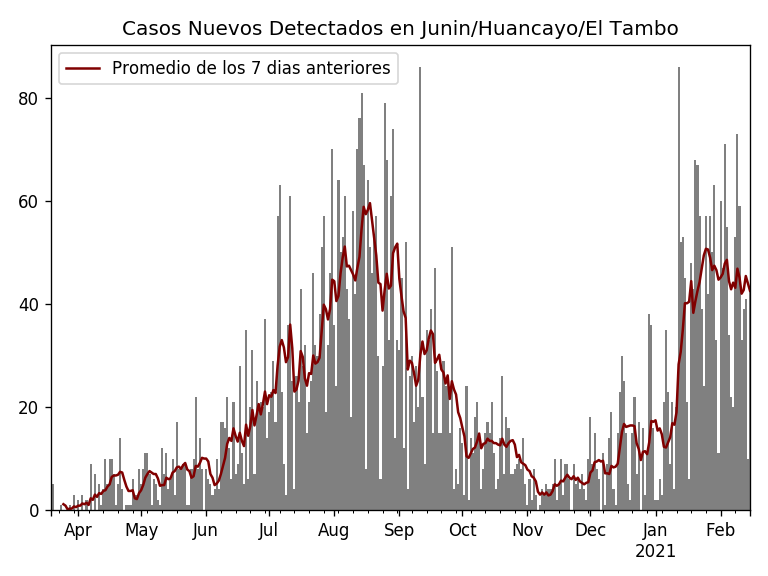 Casos Nuevos Detectados en Junin/Huancayo/El Tambo
Promedio de los 7 dias anteriores
80
60
40
20
0
Apr May Jun Jul Aug Sep Oct Nov Dec Jan Feb
2021